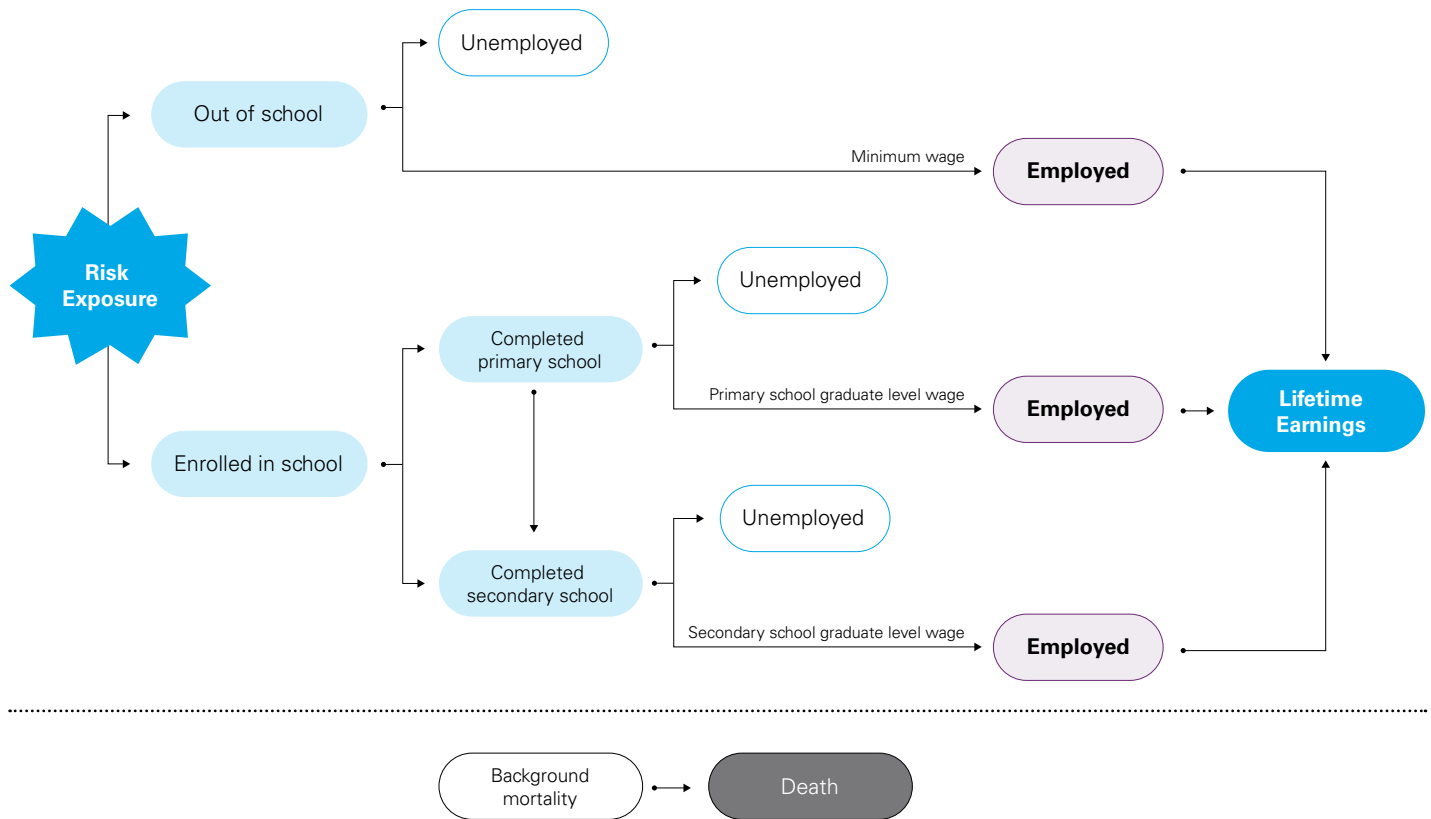 Unemployed
Out of school
Minimum wage
Employed
Risk
Exposure
Unemployed
Completed
primary school
Primary school graduate level wage
Employed
Lifetime
Earnings
Enrolled in school
Unemployed
Completed
secondary school
Secondary school graduate level wage
Employed
Background
mortality
Death